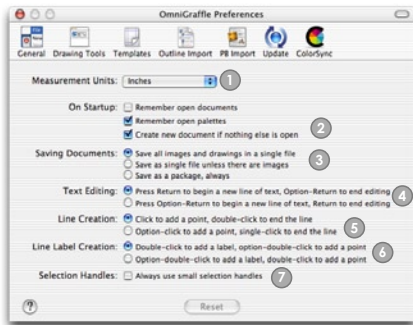 OmniGraffle Preferences
General Drawing Tools Templates Outline Import PB Import Update ColorSync
Measurement Units: Inches 1
On Startup: Remember open documents
Remember open palettes
Create new document if nothing else is open 2
Saving Documents: Save all images and drawings in a single file
Save as single file unless there are images 3
Save as a package, always
Text Editing: Press Return to begin a new line of text, Option-Return to end editing
Press Option-Return to begin a new line of text, Return to end editing 4
Line Creation: Click to add a point, double-click to end the line
Option-click to add a point, single-click to end the line 5
Line Label Creation: Double-click to add a label, option-double-click to add a point
Option-double-click to add a label, double-click to add a point 6
Selection Handles: Always use small selection handles 7
? Reset